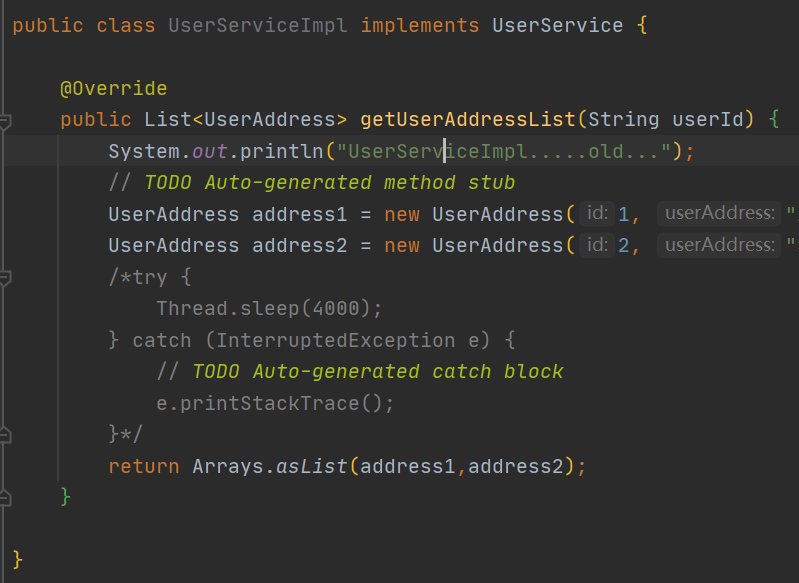 public class UserServiceImpl implements UserService {
@Override
public List<UserAddress> getUserAddressList(String userId) {
System.out.println("UserServiceImpl.....old...");
// TODO Auto-generated method stub
UserAddress address1 = new UserAddress( id: 1, userAddress: "
UserAddress address2 = new UserAddress( id: 2, userAddress: "
/*try {
Thread.sleep(4000);
} catch (InterruptedException e) {
// TODO Auto-generated catch block
e.printStackTrace();
}*/
return Arrays.asList(address1,address2);
}
}